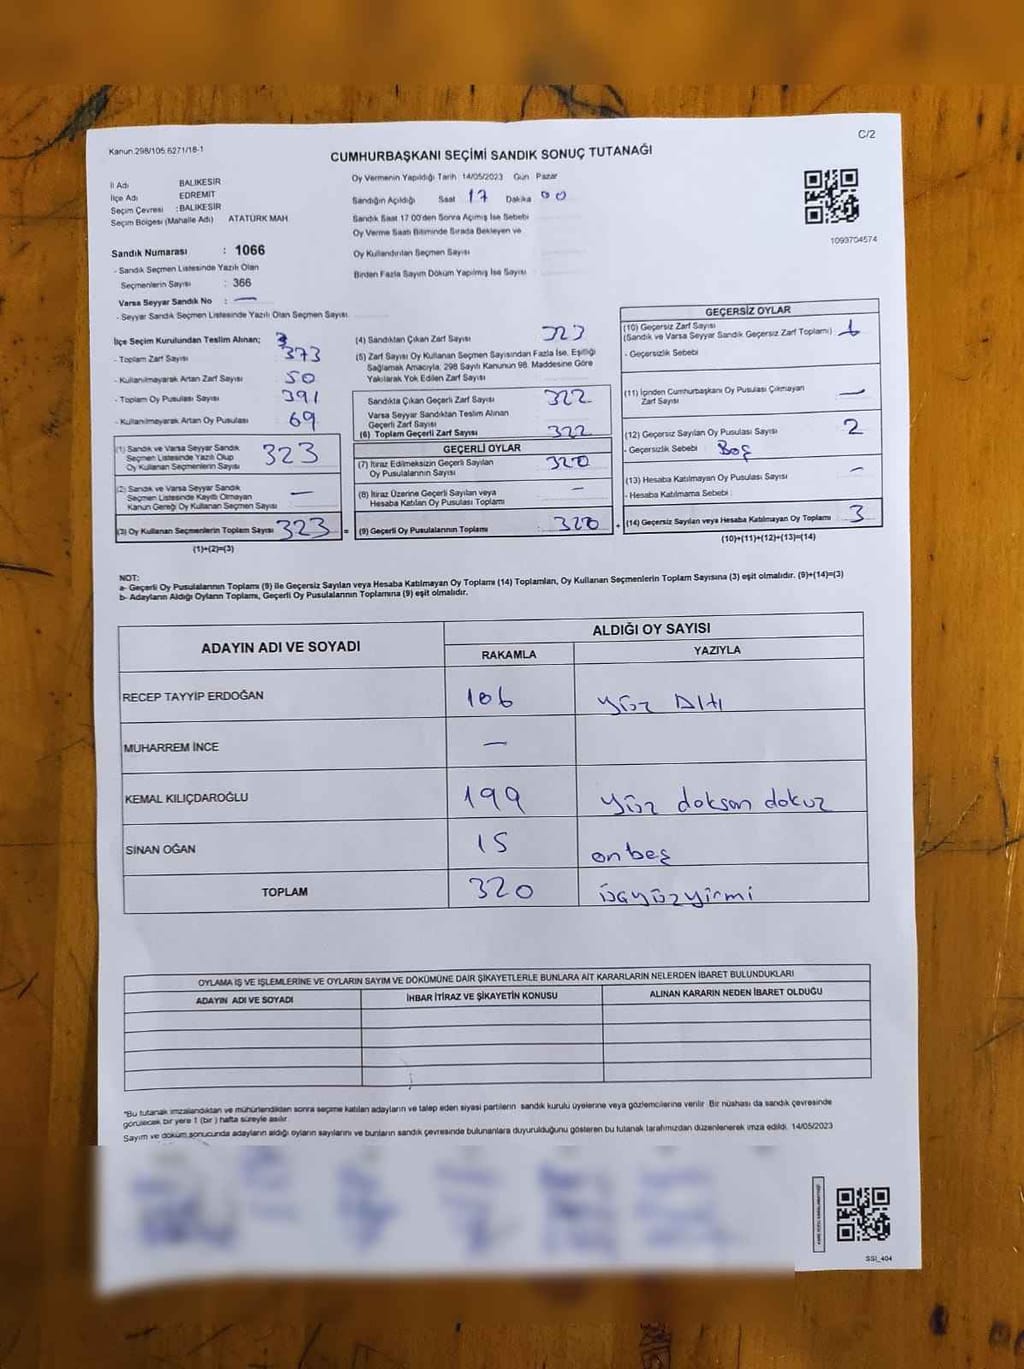 Kanun 298/105 6271/18-1
C/2
CUMHURBAŞKANI SEÇİMİ SANDIK SONUÇ TUTANAĞI
İl Adı BALIKESİR
İlçe Adı EDREMIT
Seçim Çevresi :BALIKESİR
Seçim Bölgesi (Mahalle Adı) ATATÜRK MAH.
Sandık Numarası : 1066
- Sandık Seçmen Listesinde Yazılı Olan
Seçmenlerin Sayısı : 366
Varsa Seyyar Sandık No : —
- Seyyar Sandık Seçmen Listesinde Yazılı Olan Seçmen Sayısı:
Oy Vermenin Yapıldığı Tarih 14/05/2023 Gün Pazar
Sandığın Açıldığı Saat 17 Dakika 00
Sandık Saat 17:00'den Sonra Açımış İse Sebebi
Oy Verme Saati Bitiminde Sırada Bekleyen ve
Oy Kullandırılan Seçmen Sayısı
Birden Fazla Sayım Döküm Yapılmış İse Sayısı
1093704574
İlçe Seçim Kurulundan Teslim Alınan;
- Toplam Zarf Sayısı 373
- Kullanılmayarak Artan Zarf Sayısı 50
- Toplam Oy Pusulası Sayısı 391
- Kullanılmayarak Artan Oy Pusulası 69
(1) Sandık ve Varsa Seyyar Sandık
Seçmen Listesinde Yazılı Olup
Oy Kullanan Seçmenlerin Sayısı 323
(2) Sandık ve Varsa Seyyar Sandık
Seçmen Listesinde Kayıtlı Olmayan
Kanun Gereği Oy Kullanan Seçmen Sayısı —
(3) Oy Kullanan Seçmenlerin Toplam Sayısı 323 =
(1)+(2)=(3)
(4) Sandıktan Çıkan Zarf Sayısı 323
(5) Zarf Sayısı Oy Kullanan Seçmen Sayısından Fazla İse, Eşitliği
Sağlamak Amacıyla, 298 Sayılı Kanunun 98. Maddesine Göre
Yakılarak Yok Edilen Zarf Sayısı
Sandıkta Çıkan Geçerli Zarf Sayısı 322
Varsa Seyyar Sandıktan Teslim Alınan
Geçerli Zarf Sayısı
(6) Toplam Geçerli Zarf Sayısı 322
GEÇERLİ OYLAR
(7) İtiraz Edilmeksizin Geçerli Sayılan
Oy Pusulalarının Sayısı 320
(8) İtiraz Üzerine Geçerli Sayılan veya
Hesaba Katılan Oy Pusulası Toplamı —
(9) Geçerli Oy Pusulalarının Toplamı : 320 +
GEÇERSİZ OYLAR
(10) Geçersiz Zarf Sayısı
(Sandık ve Varsa Seyyar Sandık Geçersiz Zarf Toplamı) 1
- Geçersizlik Sebebi
(11) İçinden Cumhurbaşkanı Oy Pusulası Çıkmayan
Zarf Sayısı —
(12) Geçersiz Sayılan Oy Pusulası Sayısı 2
- Geçersizlik Sebebi Boş
(13) Hesaba Katılmayan Oy Pusulası Sayısı —
- Hesaba Katılmama Sebebi :
(14) Geçersiz Sayılan veya Hesaba Katılmayan Oy Toplamı 3
(10)+(11)+(12)+(13)=(14)
NOT:
a- Geçerli Oy Pusulalarının Toplamı (9) ile Geçersiz Sayılan veya Hesaba Katılmayan Oy Toplamı (14) Toplamları, Oy Kullanan Seçmenlerin Toplam Sayısına (3) eşit olmalıdır. (9)+(14)=(3)
b- Adayların Aldığı Oyların Toplamı, Geçerli Oy Pusulalarının Toplamına (9) eşit olmalıdır.
ADAYIN ADI VE SOYADI ALDIĞI OY SAYISI
RAKAMLA YAZIYLA
RECEP TAYYİP ERDOĞAN 106 yüz Altı
MUHARREM İNCE —
KEMAL KILIÇDAROĞLU 199 yüz doksan dokuz
SİNAN OĞAN 15 onbeş
TOPLAM 320 üçyüzyirmi
OYLAMA İŞ VE İŞLEMLERİNE VE OYLARIN SAYIM VE DÖKÜMÜNE DAİR ŞİKAYETLERLE BUNLARA AİT KARARLARIN NELERDEN İBARET BULUNDUKLARI
ADAYIN ADI VE SOYADI İHBAR İTİRAZ VE ŞİKAYETİN KONUSU ALINAN KARARIN NEDEN İBARET OLDUĞU
*Bu tutanak imzalandıktan ve mühürlendikten sonra seçime katılan adayların ve talep eden siyasi partilerin sandık kurulu üyelerine veya gözlemcilerine verilir. Bir nüshası da sandık çevresinde
görülecek bir yere 1 (bir) hafta süreyle asılır.
Sayım ve döküm sonucunda adayların aldığı oyların sayılarını ve bunların sandık çevresinde bulunanlara duyurulduğunu gösteren bu tutanak tarafımızdan düzenlenerek imza edildi. 14/05/2023
SSI_404